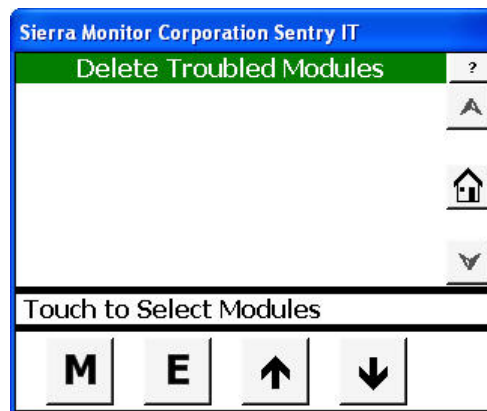 Sierra Monitor Corporation Sentry IT
Delete Troubled Modules
?
Touch to Select Modules
M E